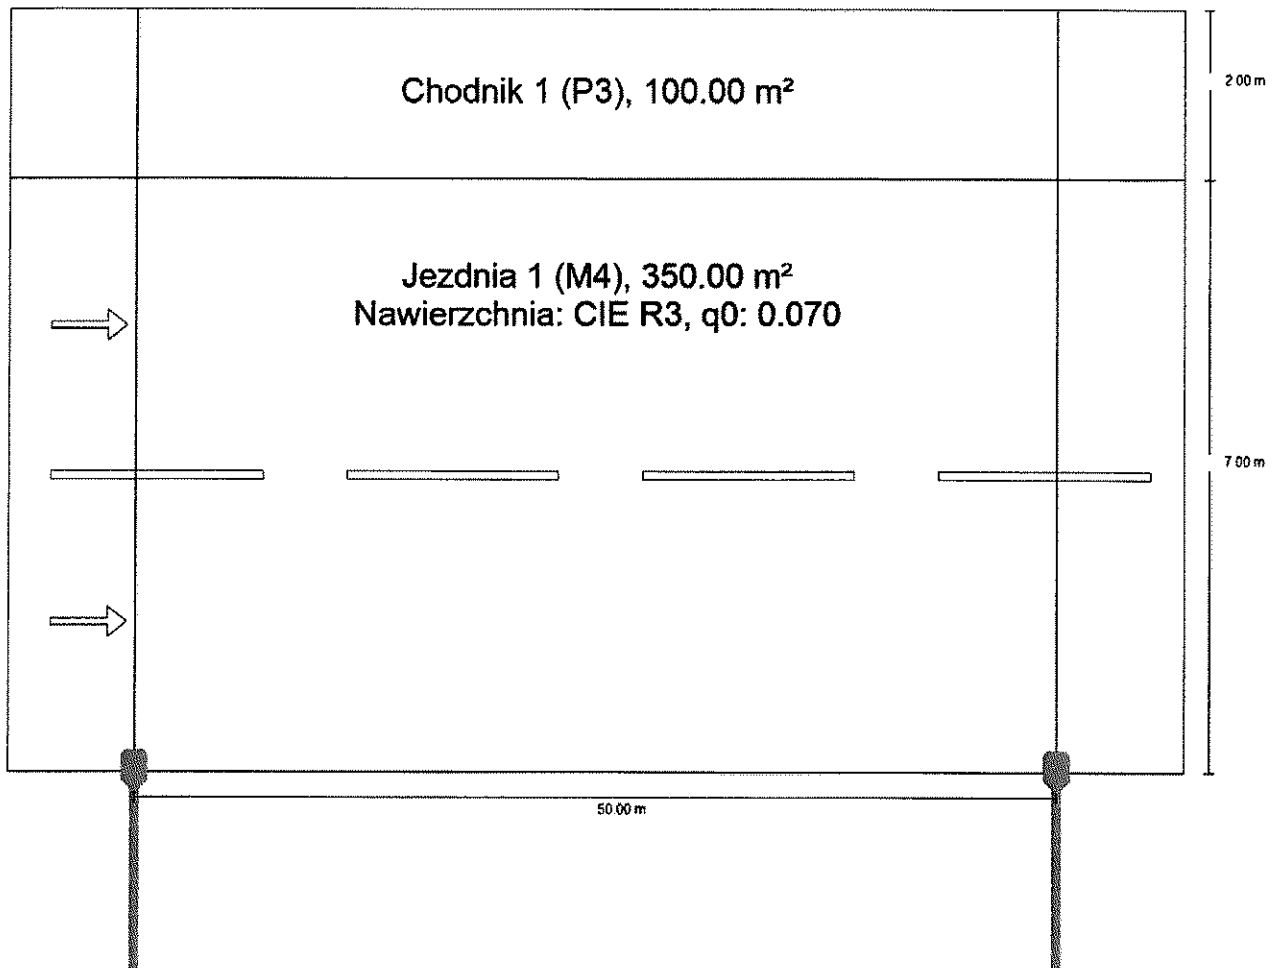 Chodnik 1 (P3), 100.00 m²
2.00 m
Jezdnia 1 (M4), 350.00 m²
Nawierzchnia: CIE R3, q0: 0.070
7.00 m
50.00 m